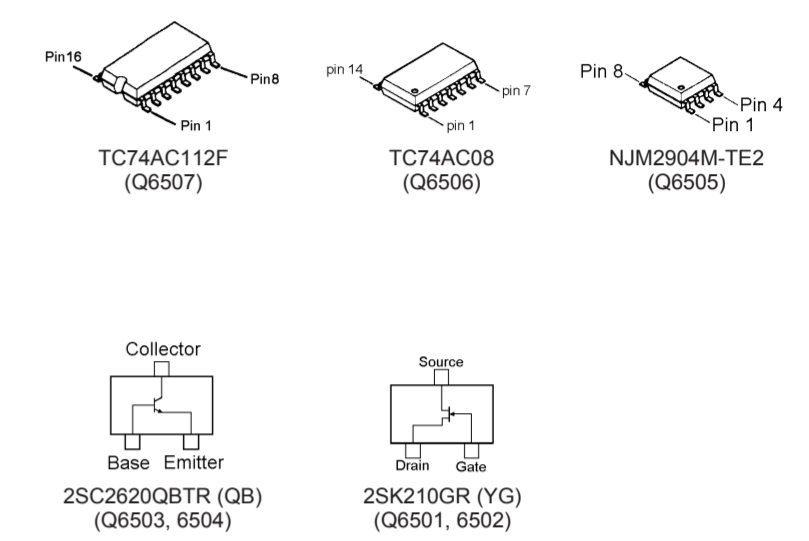 Pin16
Pin8
Pin 1
TC74AC112F
(Q6507)
pin 14
pin 7
pin 1
TC74AC08
(Q6506)
Pin 8
Pin 4
Pin 1
NJM2904M-TE2
(Q6505)
Collector
Base Emitter
2SC2620QBTR (QB)
(Q6503, 6504)
Source
Drain Gate
2SK210GR (YG)
(Q6501, 6502)